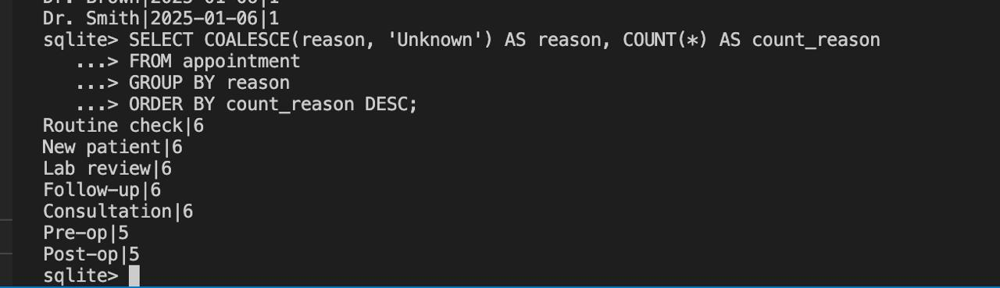 Dr. Brown|2025-01-06|1
Dr. Smith|2025-01-06|1
sqlite> SELECT COALESCE(reason, 'Unknown') AS reason, COUNT(*) AS count_reason
...> FROM appointment
...> GROUP BY reason
...> ORDER BY count_reason DESC;
Routine check|6
New patient|6
Lab review|6
Follow-up|6
Consultation|6
Pre-op|5
Post-op|5
sqlite>